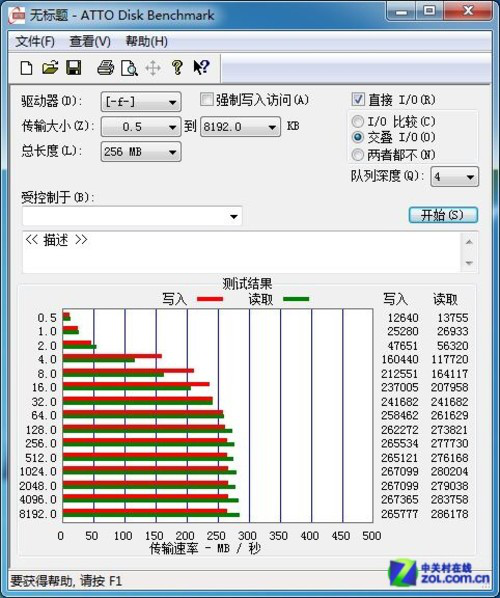 无标题 - ATTO Disk Benchmark
文件(F) 查看(V) 帮助(H)
驱动器(D): [-f-] 强制写入访问(A) 直接 I/O(R)
传输大小(Z): 0.5 到 8192.0 KB I/O 比较(C)
交叠 I/O(O)
总长度(L): 256 MB 两者都不(N)
队列深度(Q): 4
受控制于(B):
开始(S)
<< 描述 >>
测试结果
写入 读取 写入 读取
0.5 12640 13755
1.0 25280 26933
2.0 47651 56320
4.0 160440 117720
8.0 212551 164117
16.0 237005 207958
32.0 241682 241682
64.0 258462 261629
128.0 262272 273821
256.0 265534 277730
512.0 265121 276168
1024.0 267099 280204
2048.0 267099 279038
4096.0 267365 283758
8192.0 265777 286178
0 50 100 150 200 250 300 350 400 450 500
传输速率 - MB / 秒
要获得帮助, 请按 F1
中关村在线
ZOL.COM.CN